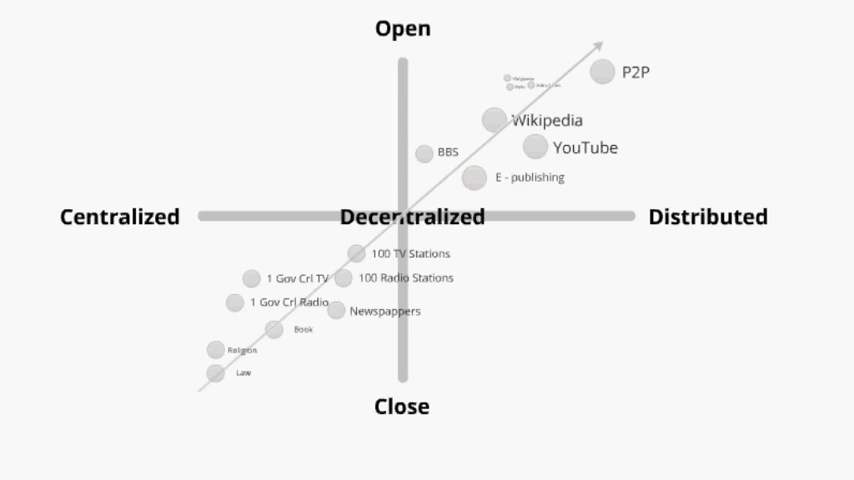 Open
P2P
Wikipedia
YouTube
BBS
E - publishing
Centralized
Decentralized
Distributed
100 TV Stations
1 Gov Crl TV
100 Radio Stations
1 Gov Crl Radio
Newspappers
Book
Religion
Law
Close